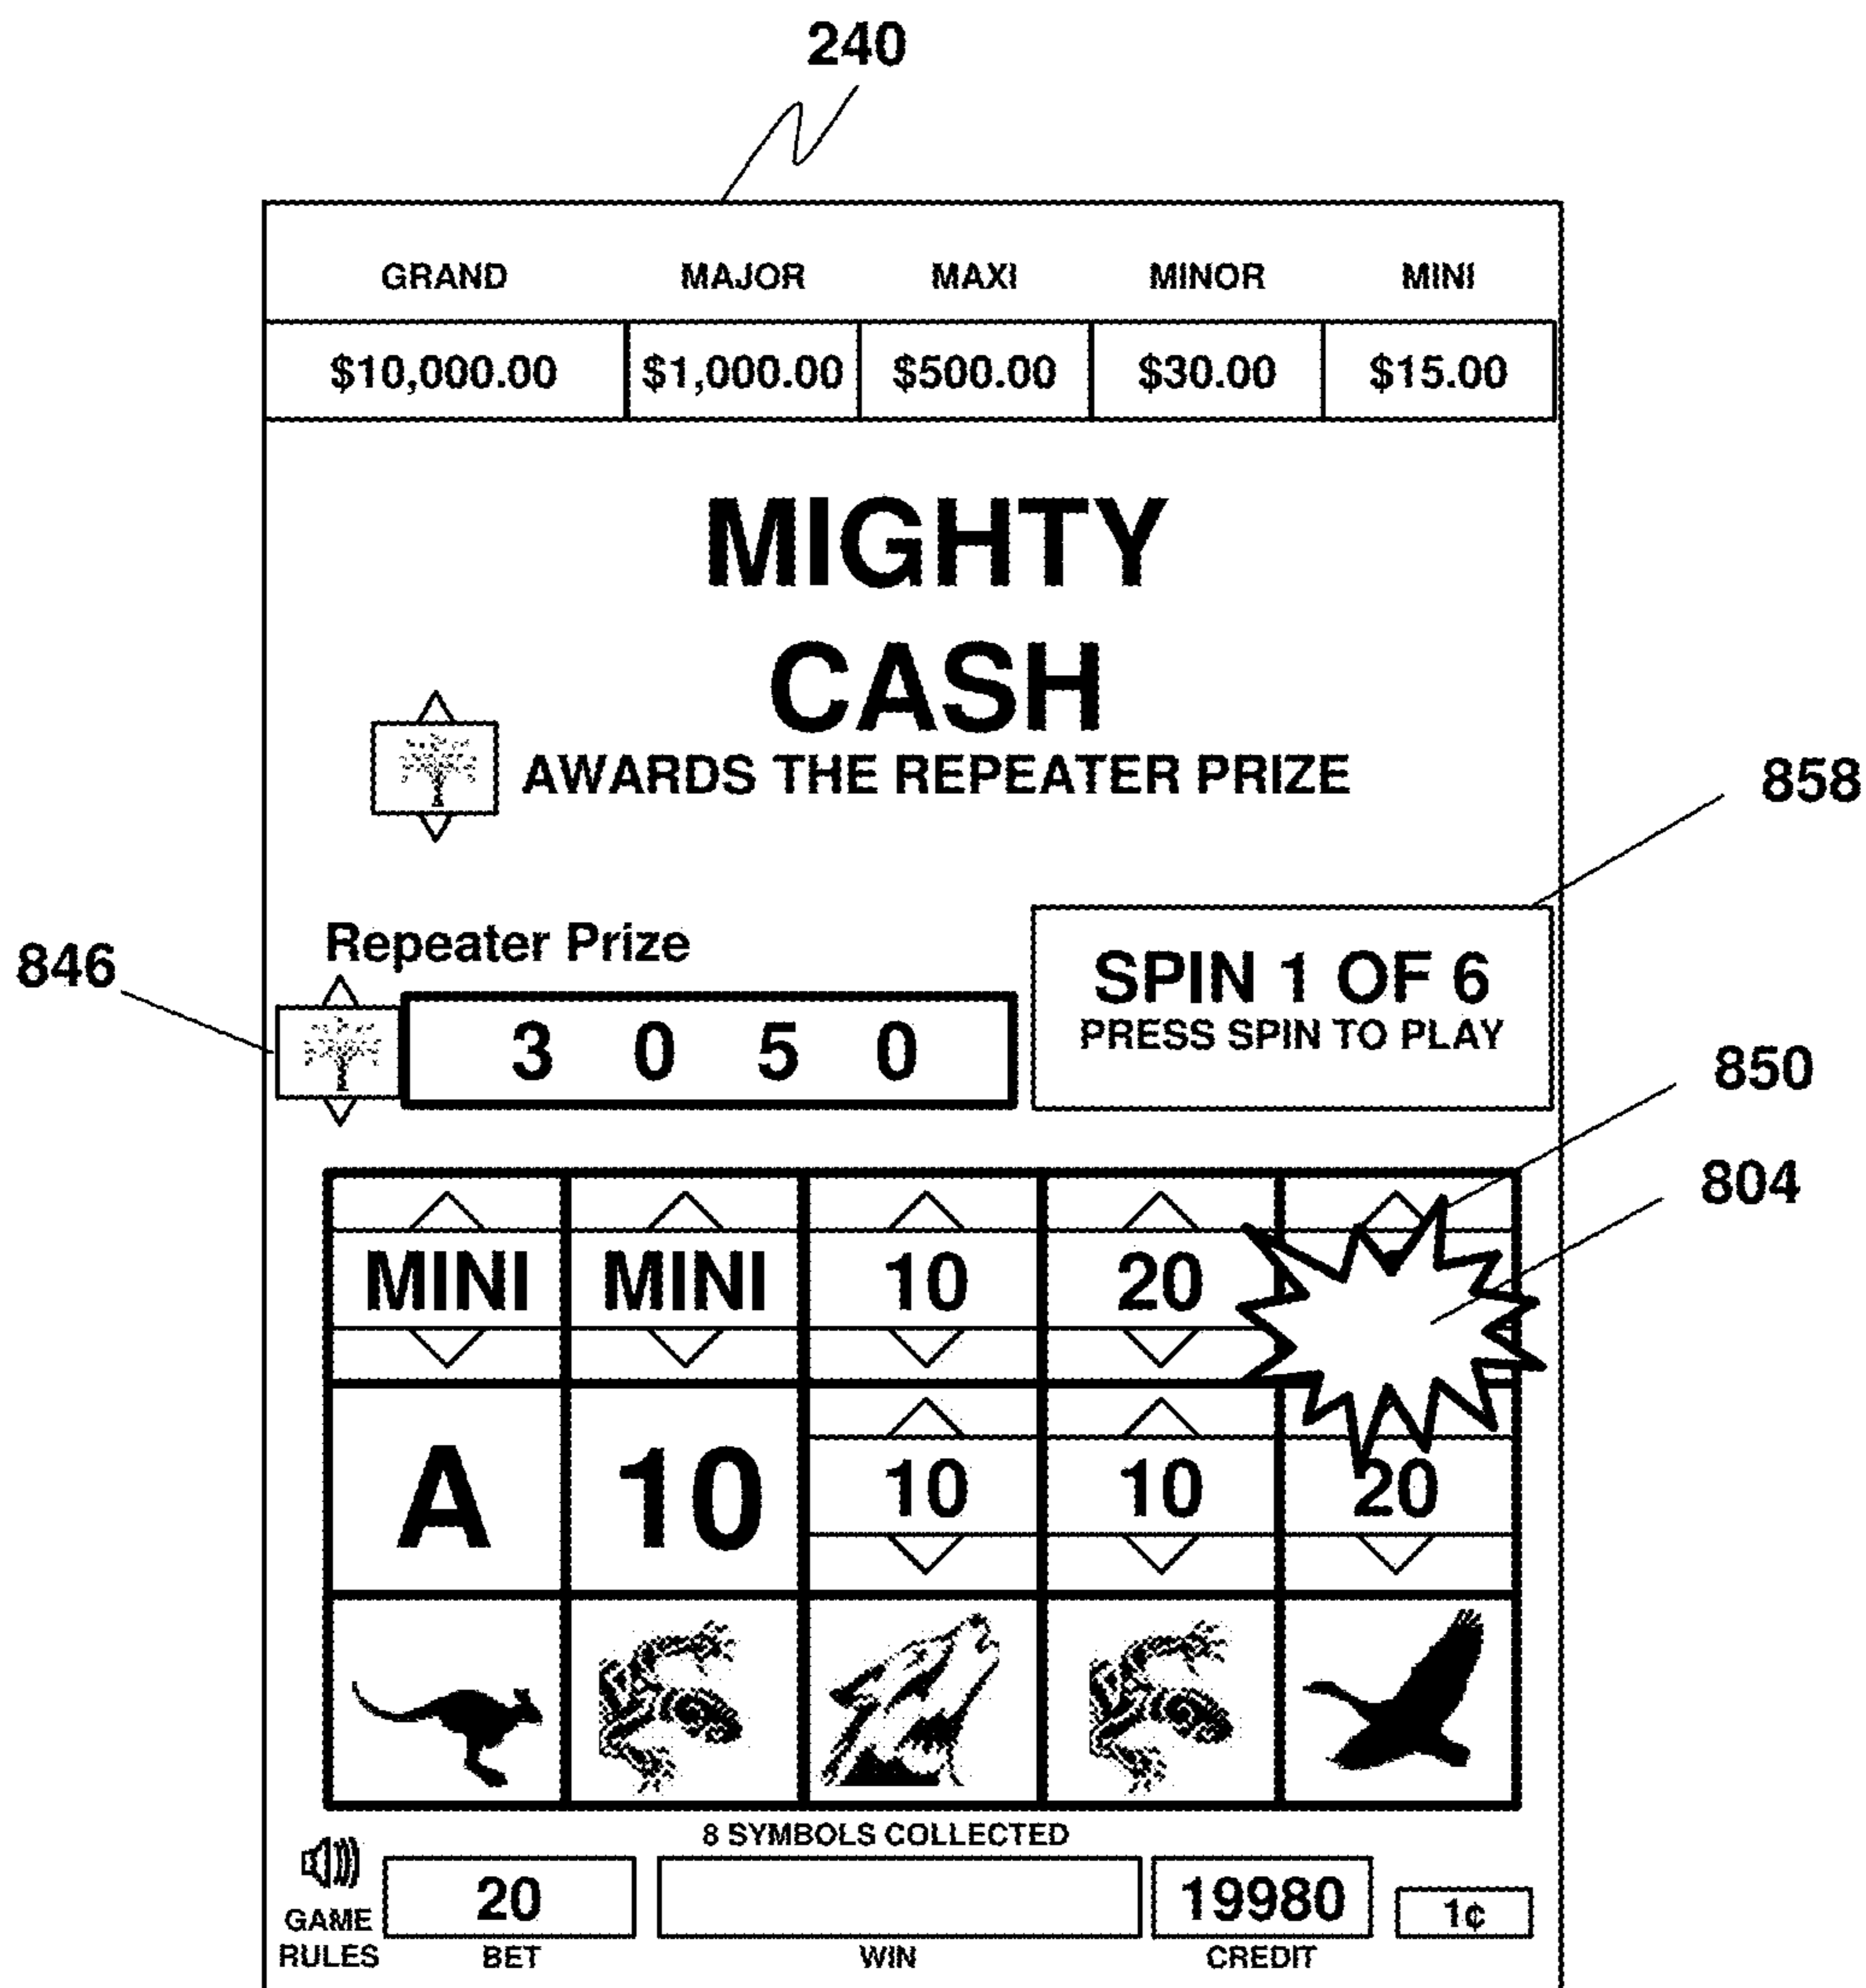 240
GRAND MAJOR MAXI MINOR MINI
$10,000.00 $1,000.00 $500.00 $30.00 $15.00
MIGHTY
CASH
AWARDS THE REPEATER PRIZE
858
Repeater Prize
846
3 0 5 0
SPIN 1 OF 6
PRESS SPIN TO PLAY
850
804
MINI MINI 10 20
A 10 10 10 20
8 SYMBOLS COLLECTED
GAME RULES
20
BET
WIN
19980
CREDIT
1¢